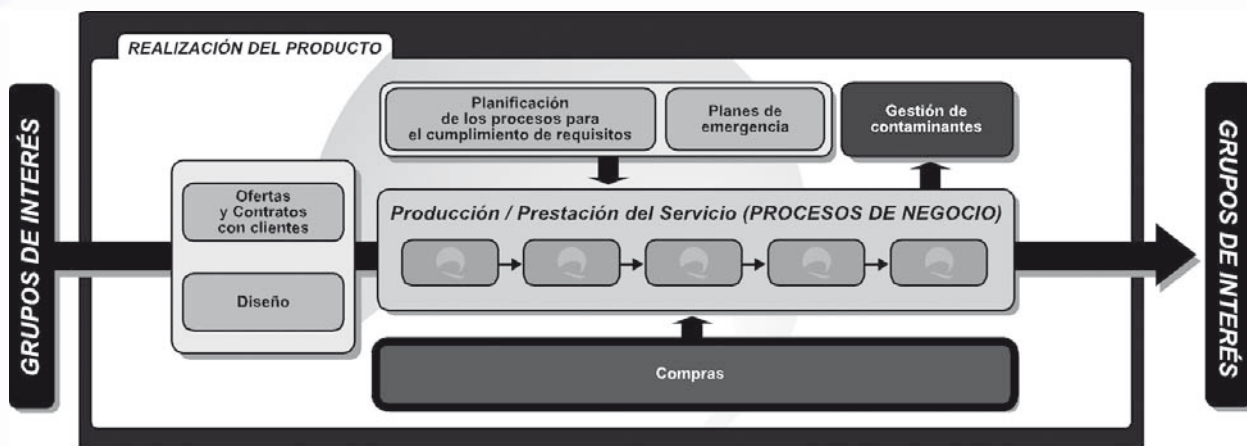 REALIZACIÓN DEL PRODUCTO
GRUPOS DE INTERÉS
Planificación
de los procesos para
el cumplimiento de requisitos
Planes de
emergencia
Gestión de
contaminantes
Ofertas
y Contratos
con clientes
Diseño
Producción / Prestación del Servicio (PROCESOS DE NEGOCIO)
Compras
GRUPOS DE INTERÉS